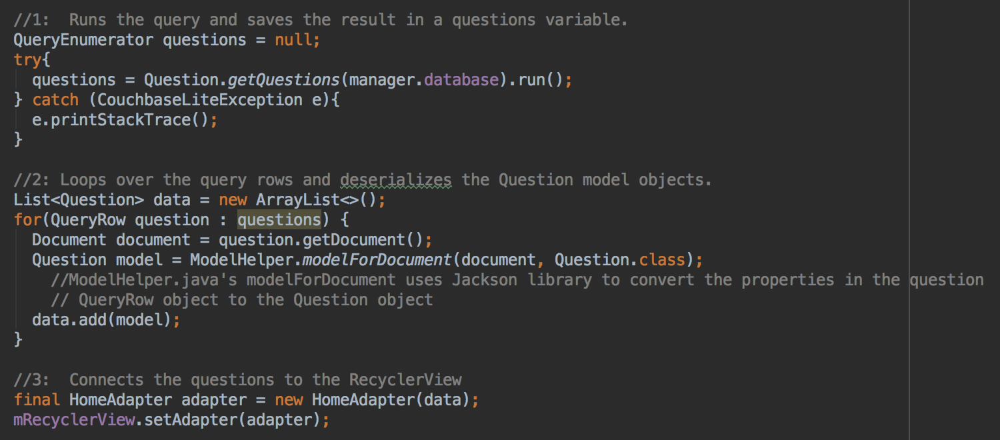 //1:  Runs the query and saves the result in a questions variable.
QueryEnumerator questions = null;
try{
  questions = Question.getQuestions(manager.database).run();
} catch (CouchbaseLiteException e){
  e.printStackTrace();
}

//2: Loops over the query rows and deserializes the Question model objects.
List<Question> data = new ArrayList<>();
for(QueryRow question : questions) {
  Document document = question.getDocument();
  Question model = ModelHelper.modelForDocument(document, Question.class);
    //ModelHelper.java's modelForDocument uses Jackson library to convert the properties in the question
    // QueryRow object to the Question object
  data.add(model);
}

//3:  Connects the questions to the RecyclerView
final HomeAdapter adapter = new HomeAdapter(data);
mRecyclerView.setAdapter(adapter);